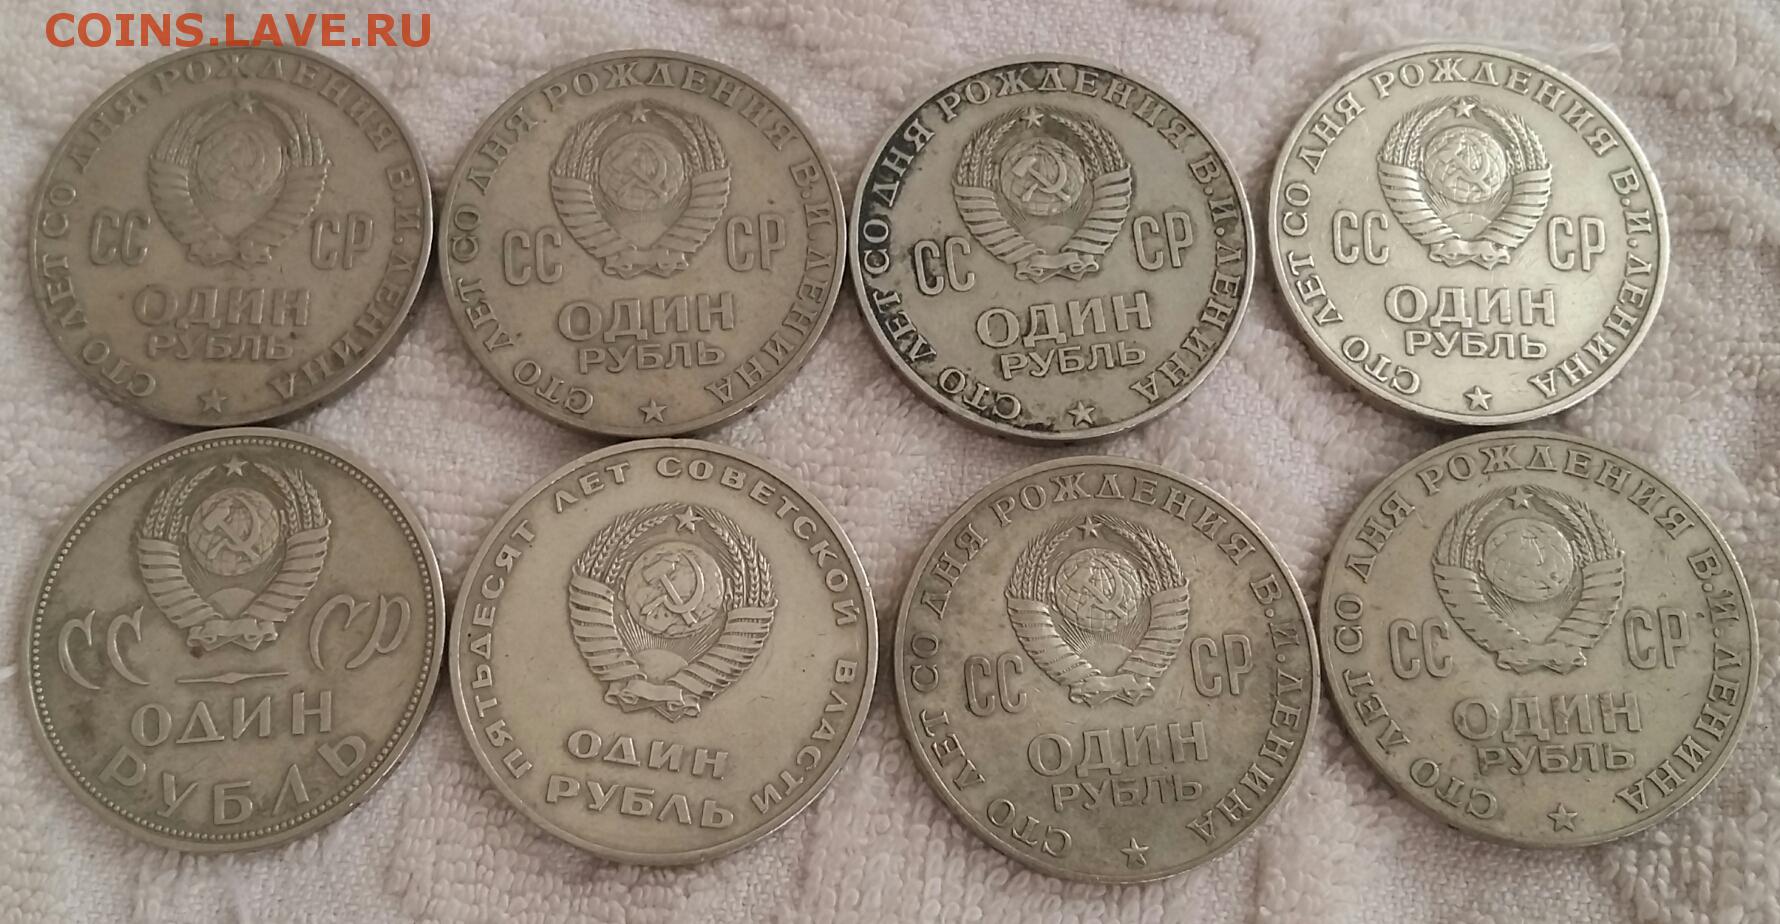 COINS.LAVE.RU
СТО ЛЕТ СО ДНЯ РОЖДЕНИЯ В.И.ЛЕНИНА
СС СР
ОДИН
РУБЛЬ
СТО ЛЕТ СО ДНЯ РОЖДЕНИЯ В.И.ЛЕНИНА
СС СР
ОДИН
РУБЛЬ
СТО ЛЕТ СО ДНЯ РОЖДЕНИЯ В.И.ЛЕНИНА
СС СР
ОДИН
РУБЛЬ
СТО ЛЕТ СО ДНЯ РОЖДЕНИЯ В.И.ЛЕНИНА
СС СР
ОДИН
РУБЛЬ
СС СР
ОДИН
РУБЛЬ
ПЯТЬДЕСЯТ ЛЕТ СОВЕТСКОЙ ВЛАСТИ
ОДИН
РУБЛЬ
СТО ЛЕТ СО ДНЯ РОЖДЕНИЯ В.И.ЛЕНИНА
СС СР
ОДИН
РУБЛЬ
СТО ЛЕТ СО ДНЯ РОЖДЕНИЯ В.И.ЛЕНИНА
СС СР
ОДИН
РУБЛЬ